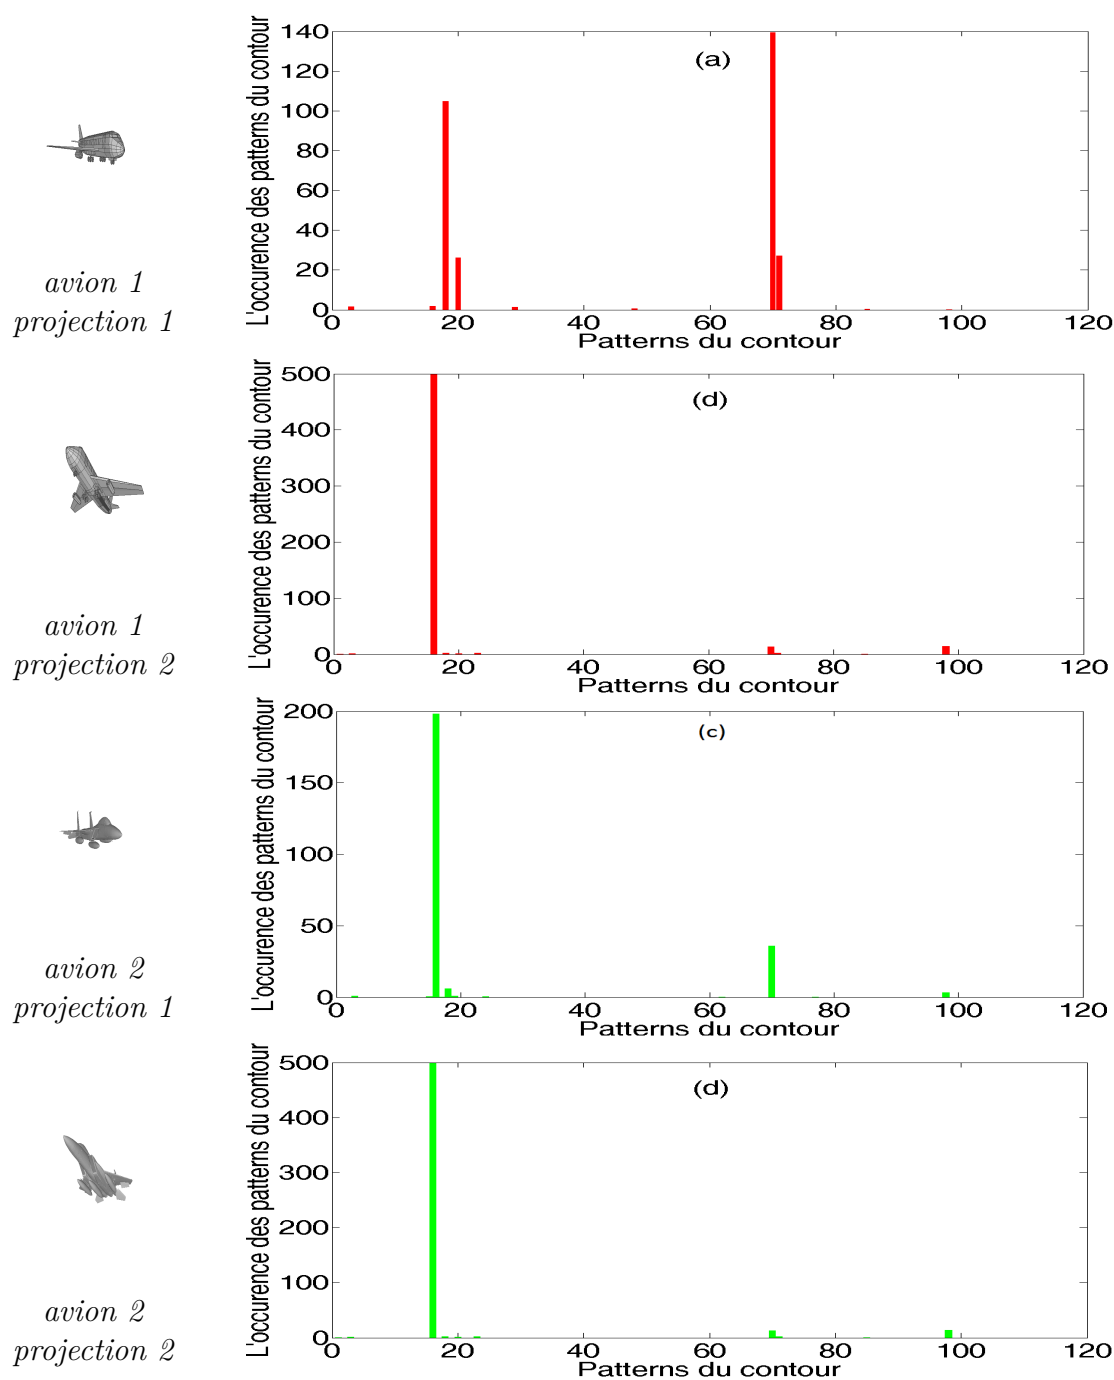 L'occurence des patterns du contour
140
120
100
80
60
40
20
0
(a)
0 20 40 60 80 100 120
Patterns du contour
avion 1
projection 1
L'occurence des patterns du contour
500
400
300
200
100
0
(d)
0 20 40 60 80 100 120
Patterns du contour
avion 1
projection 2
L'occurence des patterns du contour
200
150
100
50
0
(c)
0 20 40 60 80 100 120
Patterns du contour
avion 2
projection 1
L'occurence des patterns du contour
500
400
300
200
100
0
(d)
0 20 40 60 80 100 120
Patterns du contour
avion 2
projection 2